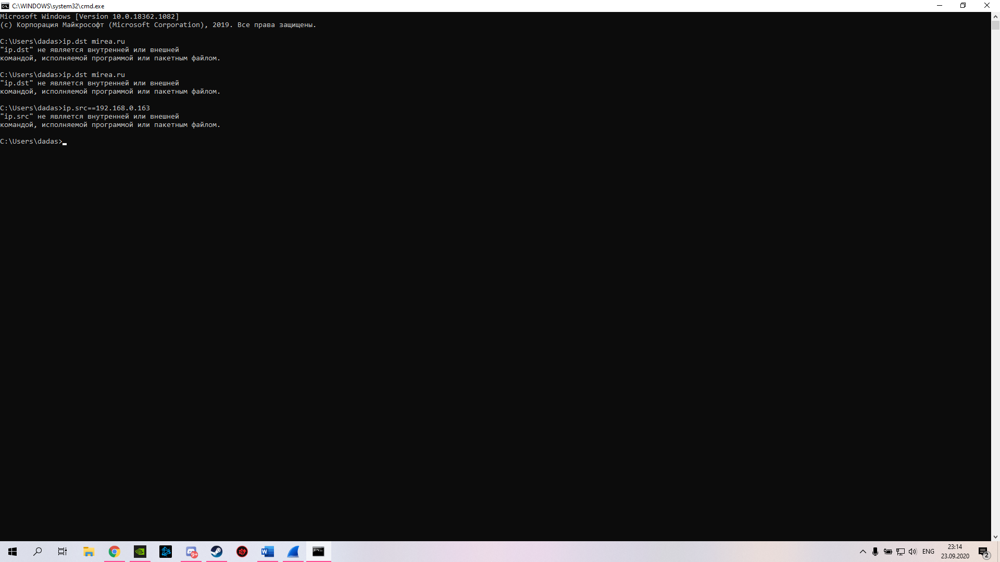 C:\WINDOWS\system32\cmd.exe
Microsoft Windows [Version 10.0.18362.1082]
(c) Корпорация Майкрософт (Microsoft Corporation), 2019. Все права защищены.
C:\Users\dadas>ip.dst mirea.ru
"ip.dst" не является внутренней или внешней
командой, исполняемой программой или пакетным файлом.
C:\Users\dadas>ip.dst mirea.ru
"ip.dst" не является внутренней или внешней
командой, исполняемой программой или пакетным файлом.
C:\Users\dadas>ip.src==192.168.0.163
"ip.src" не является внутренней или внешней
командой, исполняемой программой или пакетным файлом.
C:\Users\dadas>
9+
ENG
23:14
23.09.2020
2